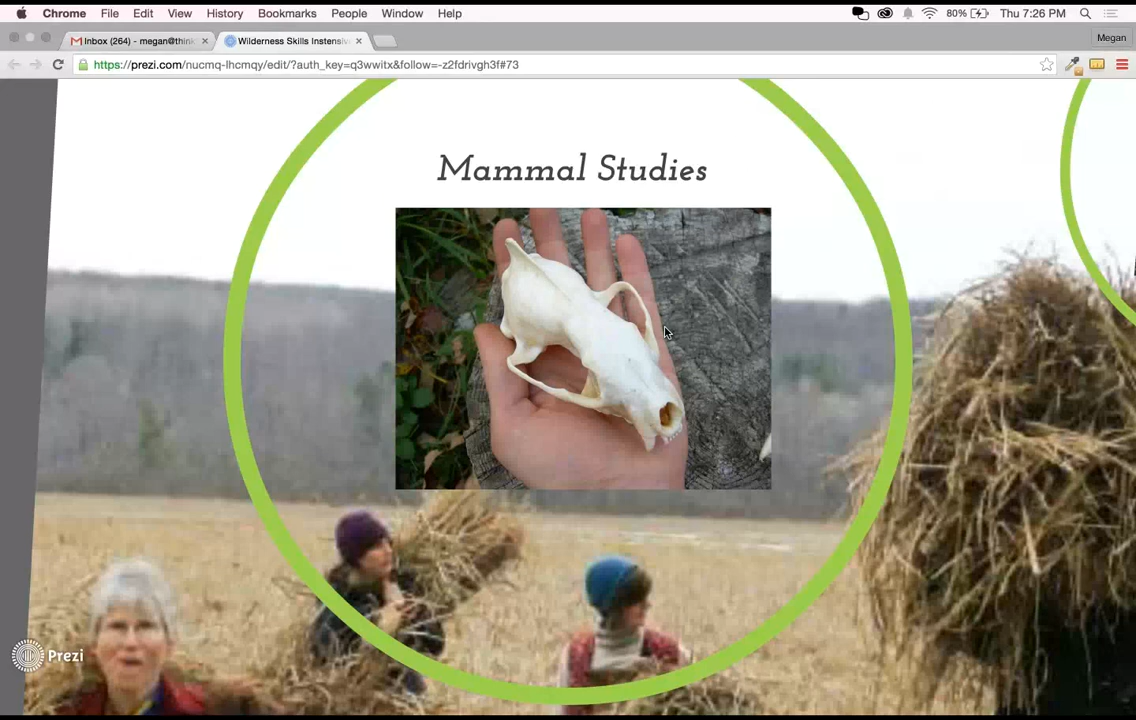 Chrome File Edit View History Bookmarks People Window Help 80% Thu 7:26 PM
Inbox (264) - megan@think Wilderness Skills Instensiv Megan
https://prezi.com/nucmq-lhcmqy/edit/?auth_key=q3wwitx&follow=-z2fdrivgh3f#73
Mammal Studies
Prezi